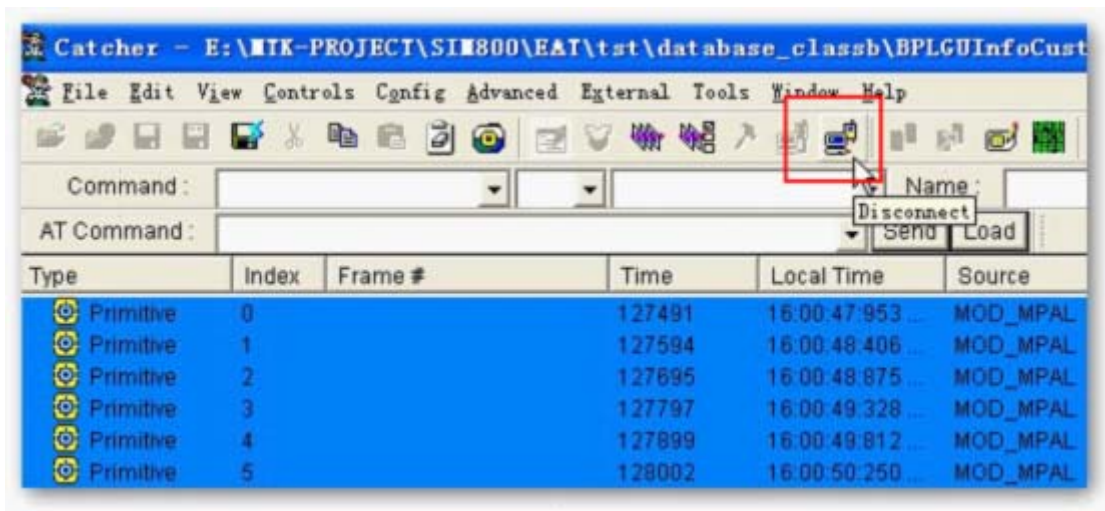 Catcher - E:\MTK-PROJECT\SIM800\EAT\tst\database_classb\BPLGUInfoCust
File Edit View Controls Config Advanced External Tools Window Help
Command : Name :
Disconnect
AT Command : Send Load
Type Index Frame # Time Local Time Source
Primitive 0 127491 16:00:47:953 ... MOD_MPAL
Primitive 1 127594 16:00:48:406 ... MOD_MPAL
Primitive 2 127695 16:00:48:875 ... MOD_MPAL
Primitive 3 127797 16:00:49:328 ... MOD_MPAL
Primitive 4 127899 16:00:49:812 ... MOD_MPAL
Primitive 5 128002 16:00:50:250 ... MOD_MPAL